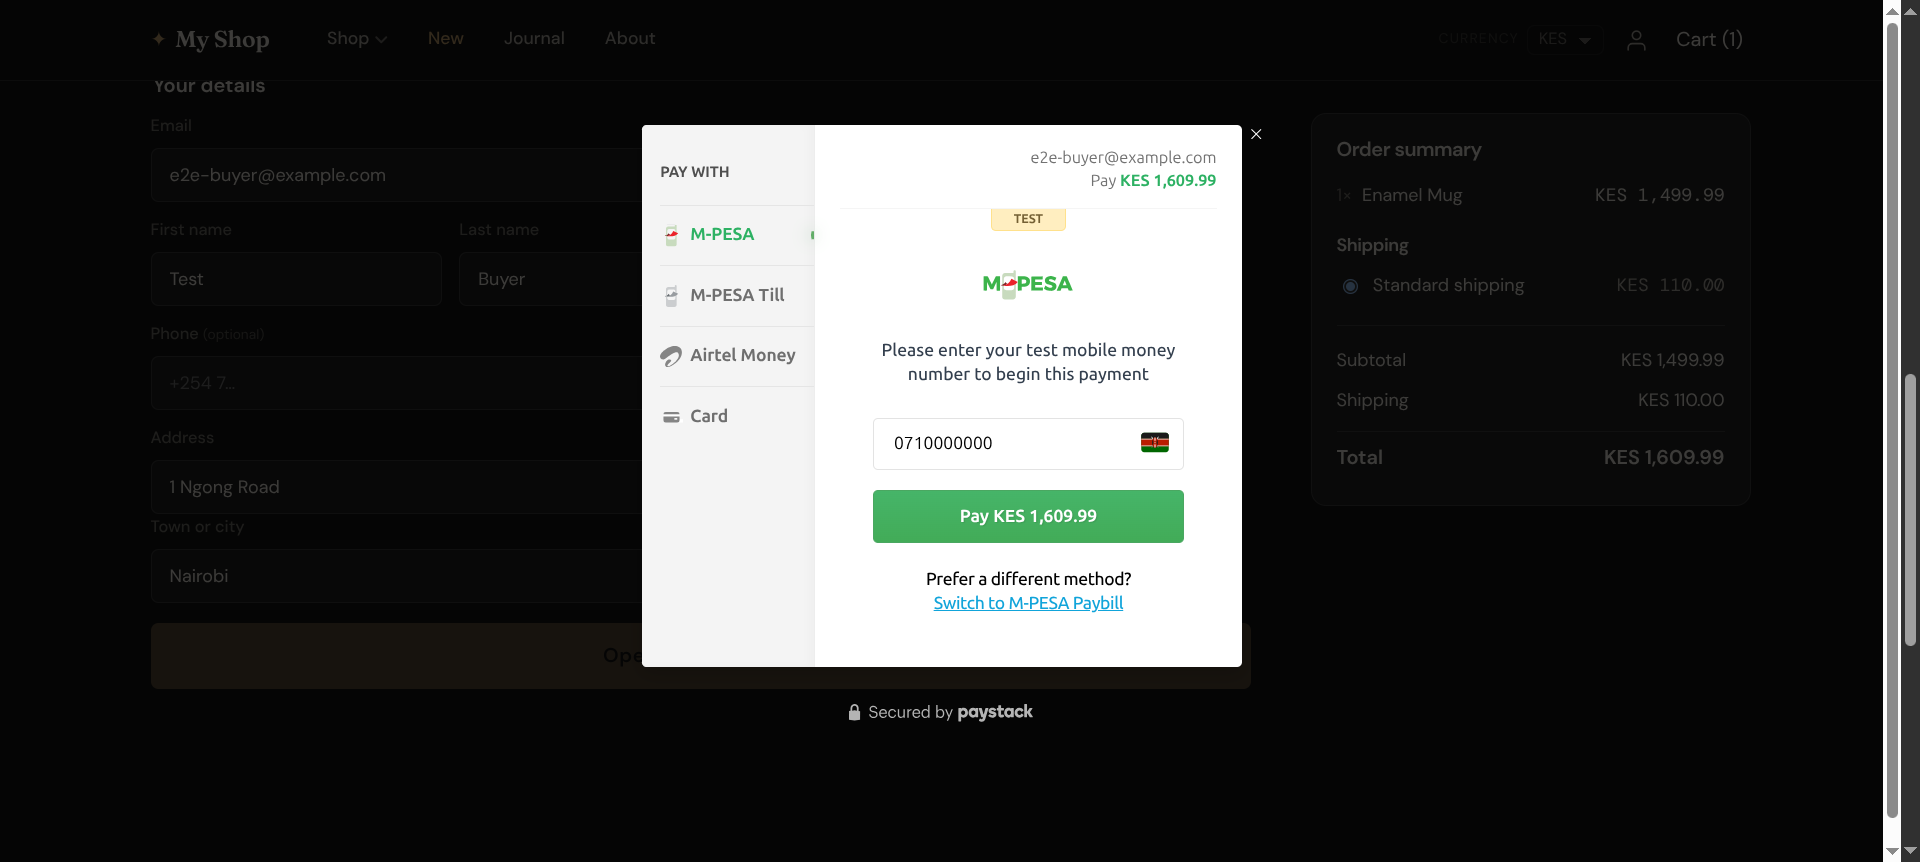 My Shop
Shop
New
Journal
About
CURRENCY
KES
Cart (1)
Your details
Email
e2e-buyer@example.com
First name
Last name
Test
Buyer
Phone (optional)
+254 7...
Address
1 Ngong Road
Town or city
Nairobi
Ope
PAY WITH
M-PESA
M-PESA Till
Airtel Money
Card
e2e-buyer@example.com
Pay KES 1,609.99
TEST
M-PESA
Please enter your test mobile money
number to begin this payment
0710000000
Pay KES 1,609.99
Prefer a different method?
Switch to M-PESA Paybill
Secured by paystack
Order summary
1× Enamel Mug KES 1,499.99
Shipping
Standard shipping KES 110.00
Subtotal KES 1,499.99
Shipping KES 110.00
Total KES 1,609.99